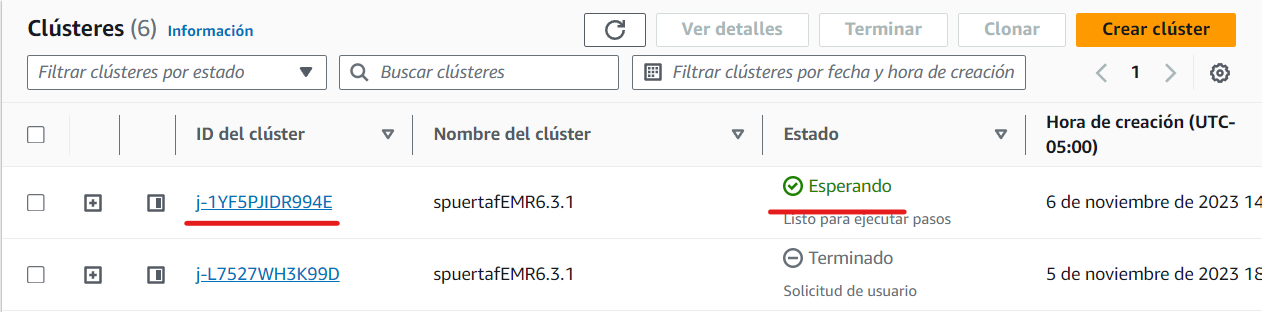 Clústeres (6) Información
Ver detalles
Terminar
Clonar
Crear clúster
Filtrar clústeres por estado
Buscar clústeres
Filtrar clústeres por fecha y hora de creación
1
ID del clúster
Nombre del clúster
Estado
Hora de creación (UTC-
05:00)
j-1YF5PJIDR994E
spuertafEMR6.3.1
Esperando
Listo para ejecutar pasos
6 de noviembre de 2023 14
j-L7527WH3K99D
spuertafEMR6.3.1
Terminado
Solicitud de usuario
5 de noviembre de 2023 18